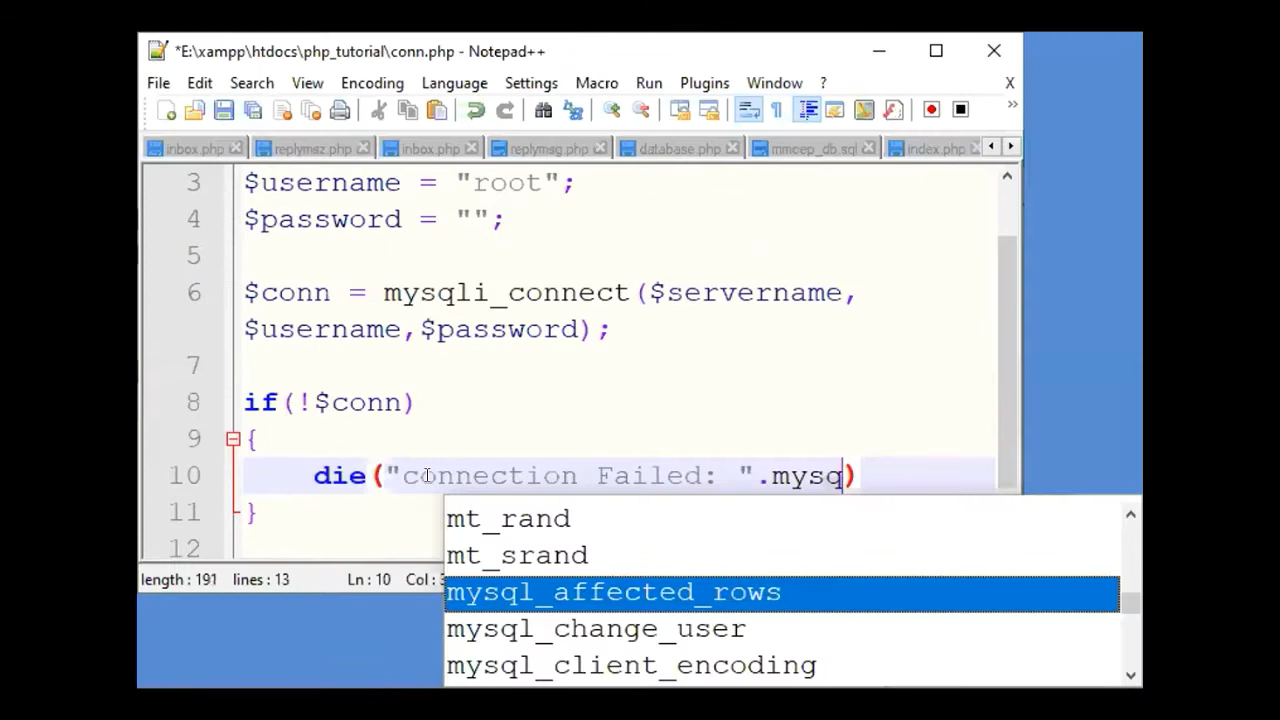 *E:\xampp\htdocs\php_tutorial\conn.php - Notepad++
File Edit Search View Encoding Language Settings Macro Run Plugins Window ? X
inbox.php replymsz.php inbox.php replymsg.php database.php mmcep_db.sql index.php
3 $username = "root";
4 $password = "";
5
6 $conn = mysqli_connect($servername,
$username,$password);
7
8 if(!$conn)
9 {
10 die("connection Failed: ".mysq)
11 }
12
mt_rand
mt_srand
mysql_affected_rows
mysql_change_user
mysql_client_encoding
length : 191 lines : 13 Ln : 10 Col : 3